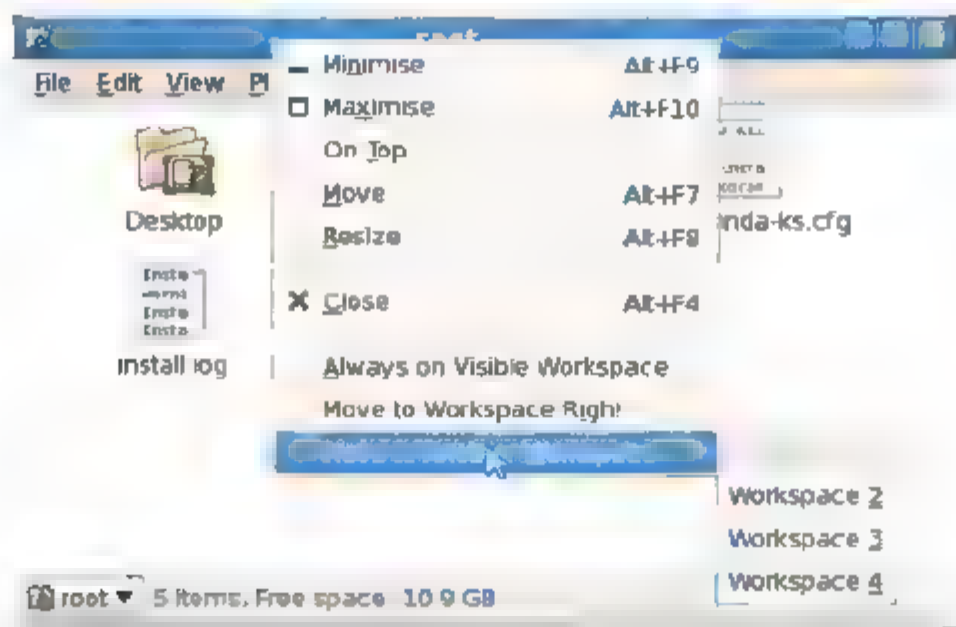 root
File Edit View Pl
Minimise Alt+F9
Maximise Alt+F10
On Top
Move Alt+F7
Resize Alt+F8
Close Alt+F4
Always on Visible Workspace
Move to Workspace Right
Workspace 2
Workspace 3
Workspace 4
Desktop
nda-ks.cfg
install log
root 5 items, Free space 10 9 GB